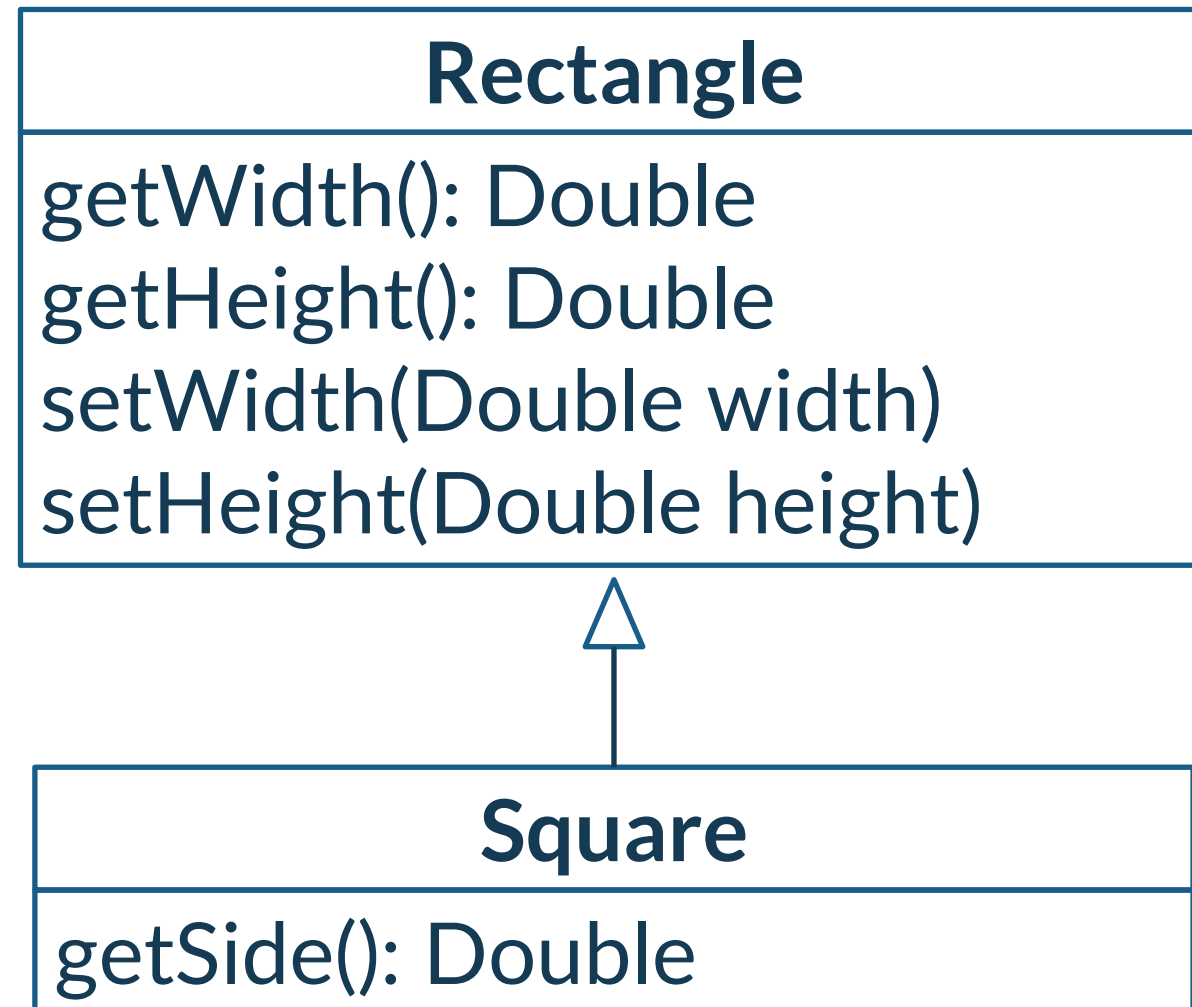 Rectangle
getWidth(): Double
getHeight(): Double
setWidth(Double width)
setHeight(Double height)
Square
getSide(): Double